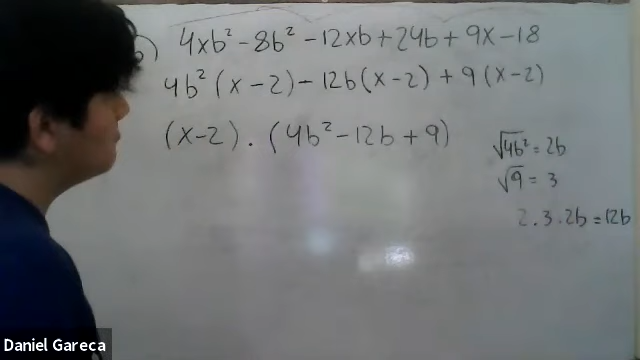 b) 4xb² - 8b² - 12xb + 24b + 9x - 18
4b² (x - 2) - 12b (x - 2) + 9 (x - 2)
(x - 2) . (4b² - 12b + 9)
√4b² = 2b
√9 = 3
2 . 3 . 2b = 12b
Daniel Gareca